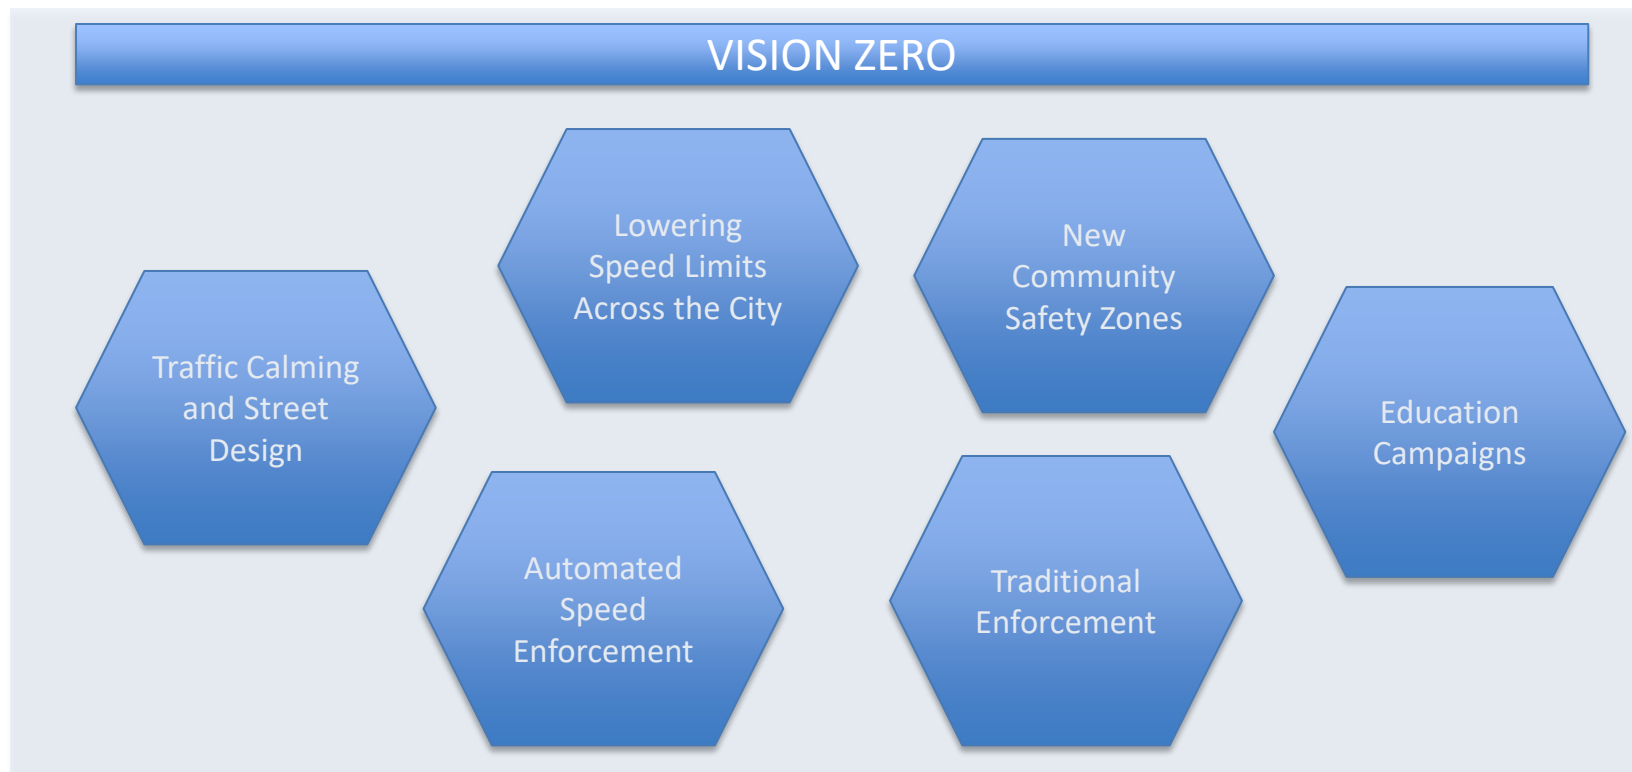 VISION ZERO
Lowering
Speed Limits
Across the City
New
Community
Safety Zones
Traffic Calming
and Street
Design
Education
Campaigns
Automated
Speed
Enforcement
Traditional
Enforcement